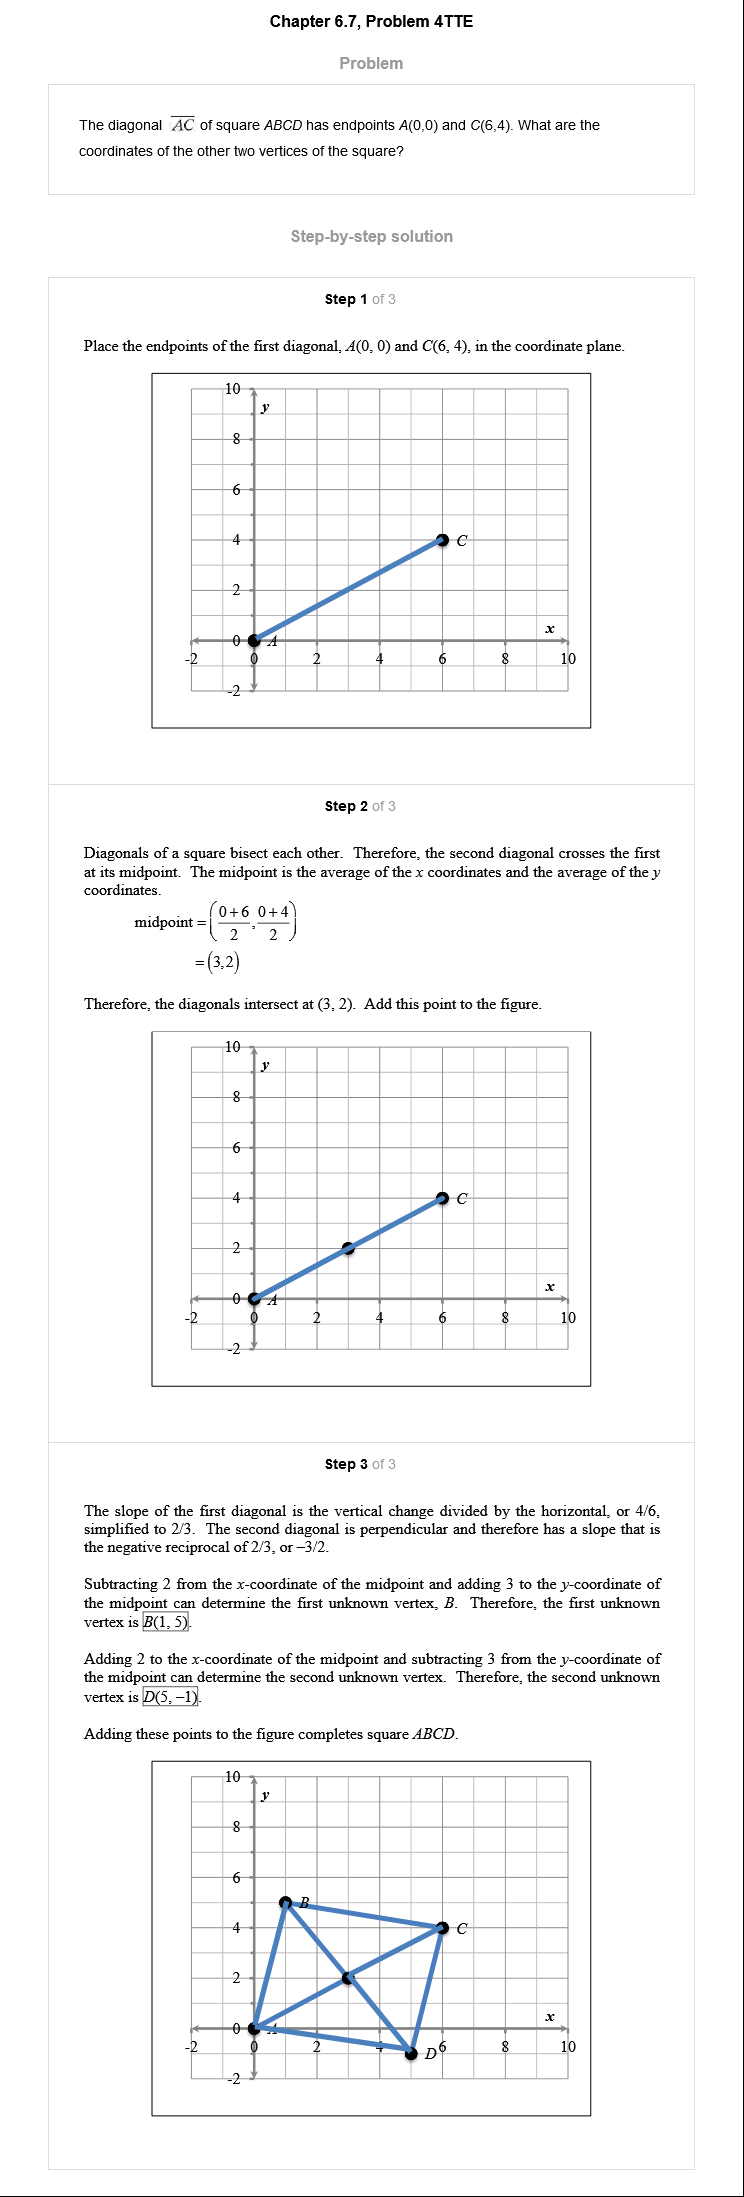 Chapter 6.7, Problem 4TTE
Problem
The diagonal AC of square ABCD has endpoints A(0,0) and C(6,4). What are the
coordinates of the other two vertices of the square?
Step-by-step solution
Step 1 of 3
Place the endpoints of the first diagonal, A(0, 0) and C(6, 4), in the coordinate plane.
10
y
8
6
4
C
2
x
0
A
-2
0
2
4
6
8
10
-2
Step 2 of 3
Diagonals of a square bisect each other. Therefore, the second diagonal crosses the first
at its midpoint. The midpoint is the average of the x coordinates and the average of the y
coordinates.
midpoint = ((0+6)/2, (0+4)/2)
=(3,2)
Therefore, the diagonals intersect at (3, 2). Add this point to the figure.
10
y
8
6
4
C
2
x
0
A
-2
0
2
4
6
8
10
-2
Step 3 of 3
The slope of the first diagonal is the vertical change divided by the horizontal, or 4/6,
simplified to 2/3. The second diagonal is perpendicular and therefore has a slope that is
the negative reciprocal of 2/3, or –3/2.
Subtracting 2 from the x-coordinate of the midpoint and adding 3 to the y-coordinate of
the midpoint can determine the first unknown vertex, B. Therefore, the first unknown
vertex is B(1, 5).
Adding 2 to the x-coordinate of the midpoint and subtracting 3 from the y-coordinate of
the midpoint can determine the second unknown vertex. Therefore, the second unknown
vertex is D(5, –1).
Adding these points to the figure completes square ABCD.
10
y
8
6
B
4
C
2
x
0
A
-2
0
2
4
D
6
8
10
-2